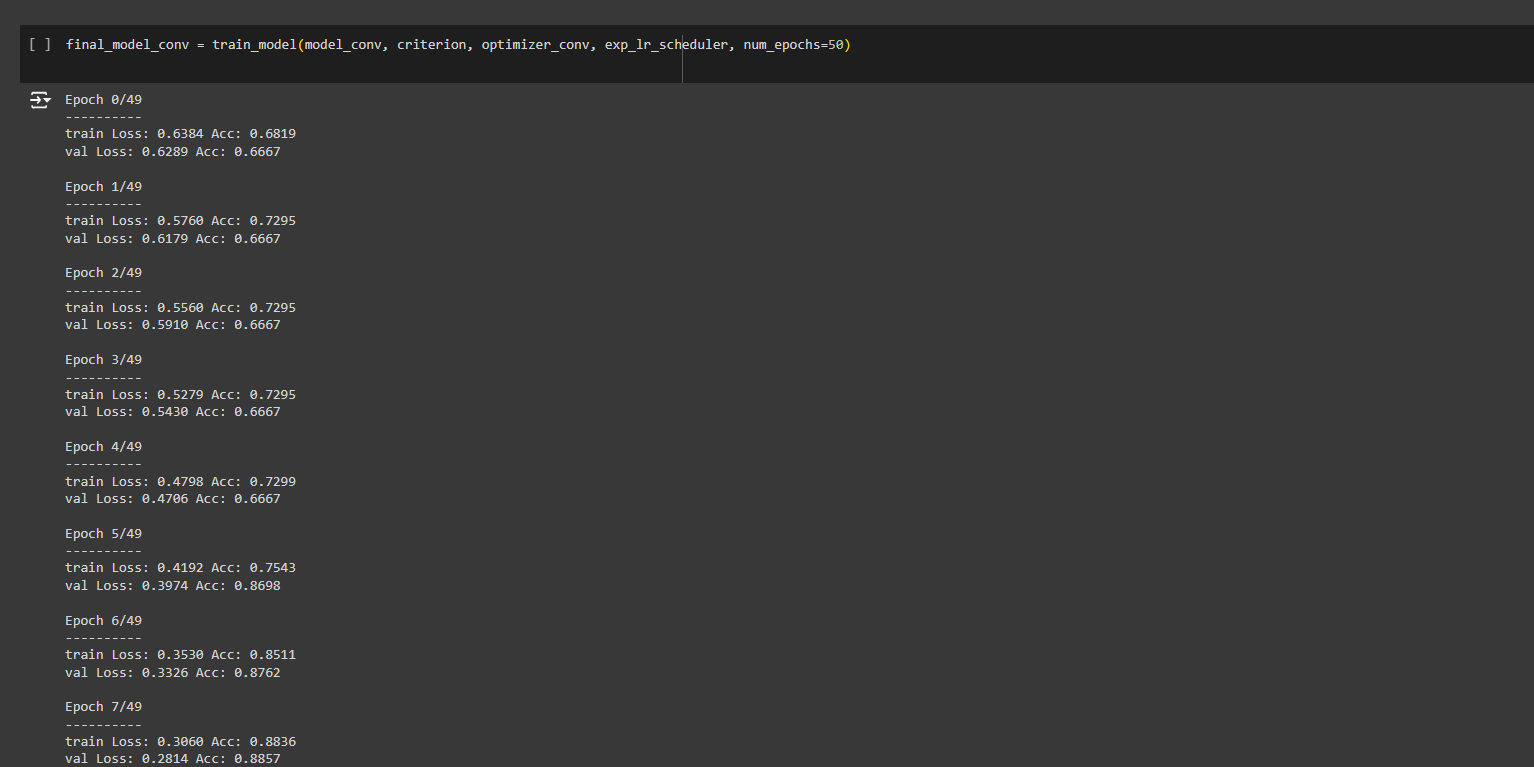 [ ] final_model_conv = train_model(model_conv, criterion, optimizer_conv, exp_lr_scheduler, num_epochs=50)
Epoch 0/49
----------
train Loss: 0.6384 Acc: 0.6819
val Loss: 0.6289 Acc: 0.6667
Epoch 1/49
----------
train Loss: 0.5760 Acc: 0.7295
val Loss: 0.6179 Acc: 0.6667
Epoch 2/49
----------
train Loss: 0.5560 Acc: 0.7295
val Loss: 0.5910 Acc: 0.6667
Epoch 3/49
----------
train Loss: 0.5279 Acc: 0.7295
val Loss: 0.5430 Acc: 0.6667
Epoch 4/49
----------
train Loss: 0.4798 Acc: 0.7299
val Loss: 0.4706 Acc: 0.6667
Epoch 5/49
----------
train Loss: 0.4192 Acc: 0.7543
val Loss: 0.3974 Acc: 0.8698
Epoch 6/49
----------
train Loss: 0.3530 Acc: 0.8511
val Loss: 0.3326 Acc: 0.8762
Epoch 7/49
----------
train Loss: 0.3060 Acc: 0.8836
val Loss: 0.2814 Acc: 0.8857